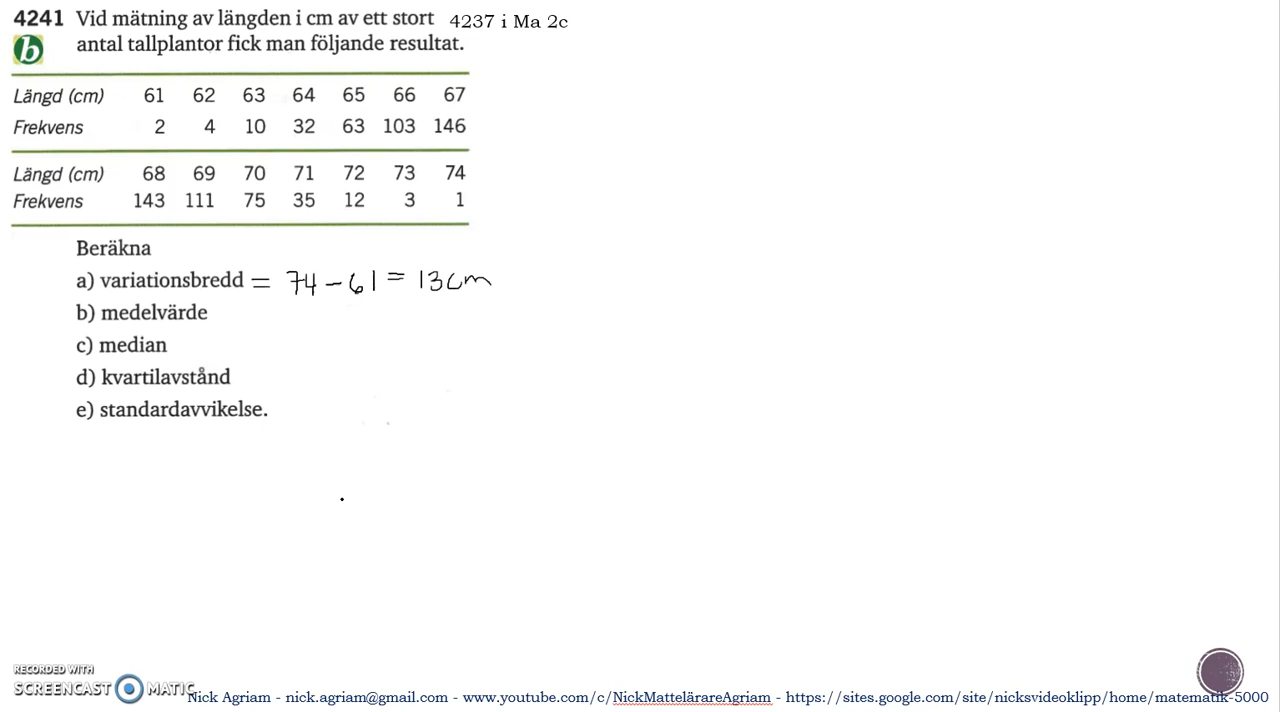 4241 Vid mätning av längden i cm av ett stort 4237 i Ma 2c
b antal tallplantor fick man följande resultat.
Längd (cm) 61 62 63 64 65 66 67
Frekvens 2 4 10 32 63 103 146
Längd (cm) 68 69 70 71 72 73 74
Frekvens 143 111 75 35 12 3 1
Beräkna
a) variationsbredd = 74 - 61 = 13 cm
b) medelvärde
c) median
d) kvartilavstånd
e) standardavvikelse.
RECORDED WITH
SCREENCAST MATIC
Nick Agriam - nick.agriam@gmail.com - www.youtube.com/c/NickMattelärareAgriam - https://sites.google.com/site/nicksvideoklipp/home/matematik-5000